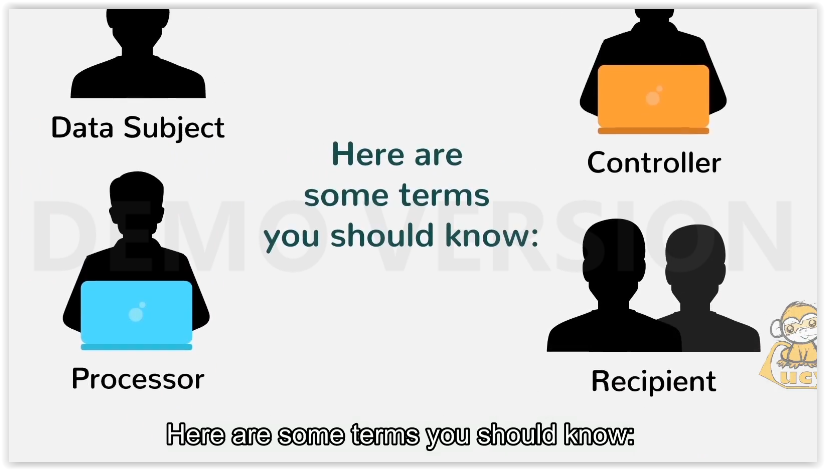 Data Subject
Controller
Here are
some terms
you should know:
DEMO VERSION
Processor
Recipient
ucy
Here are some terms you should know: